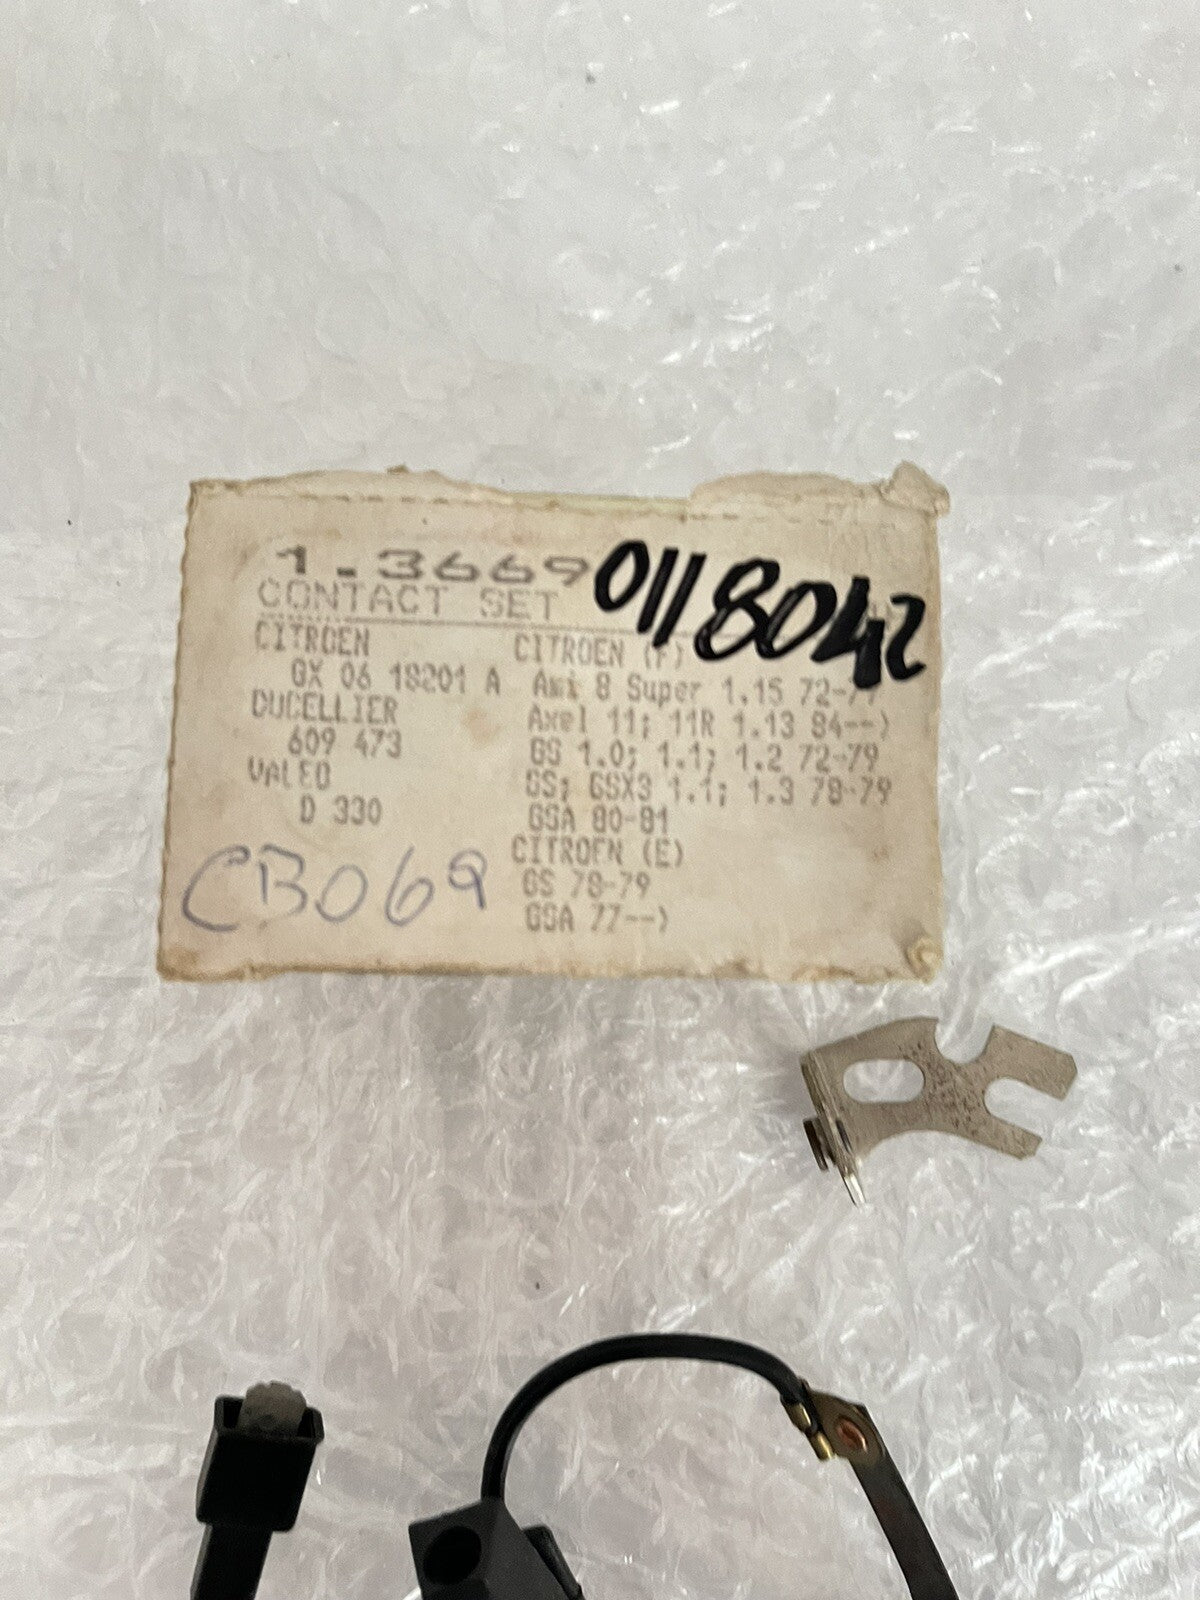 1.3669
0118042
CONTACT SET
CITROEN
GX 06 18201 A
DUCELLIER
609 473
VALEO
D 330
CB069
CITROEN (F)
Ami 8 Super 1.15 72-77
Axel 11; 11R 1.13 84--)
GS 1.0; 1.1; 1.2 72-79
GS; GSX3 1.1; 1.3 78-79
GSA 80-81
CITROEN (E)
GS 78-79
GSA 77--)